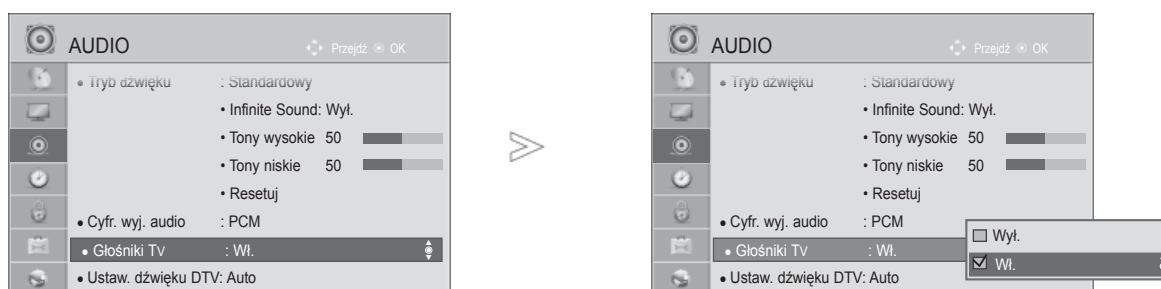 AUDIO Przejdź OK
• Tryb dźwięku : Standardowy
• Infinite Sound: Wył.
• Tony wysokie 50
• Tony niskie 50
• Resetuj
• Cyfr. wyj. audio : PCM
• Głośniki TV : Wł.
• Ustaw. dźwięku DTV: Auto
AUDIO Przejdź OK
• Tryb dźwięku : Standardowy
• Infinite Sound: Wył.
• Tony wysokie 50
• Tony niskie 50
• Resetuj
• Cyfr. wyj. audio : PCM
• Głośniki TV : Wł.
• Ustaw. dźwięku DTV: Auto
Wył.
Wł.